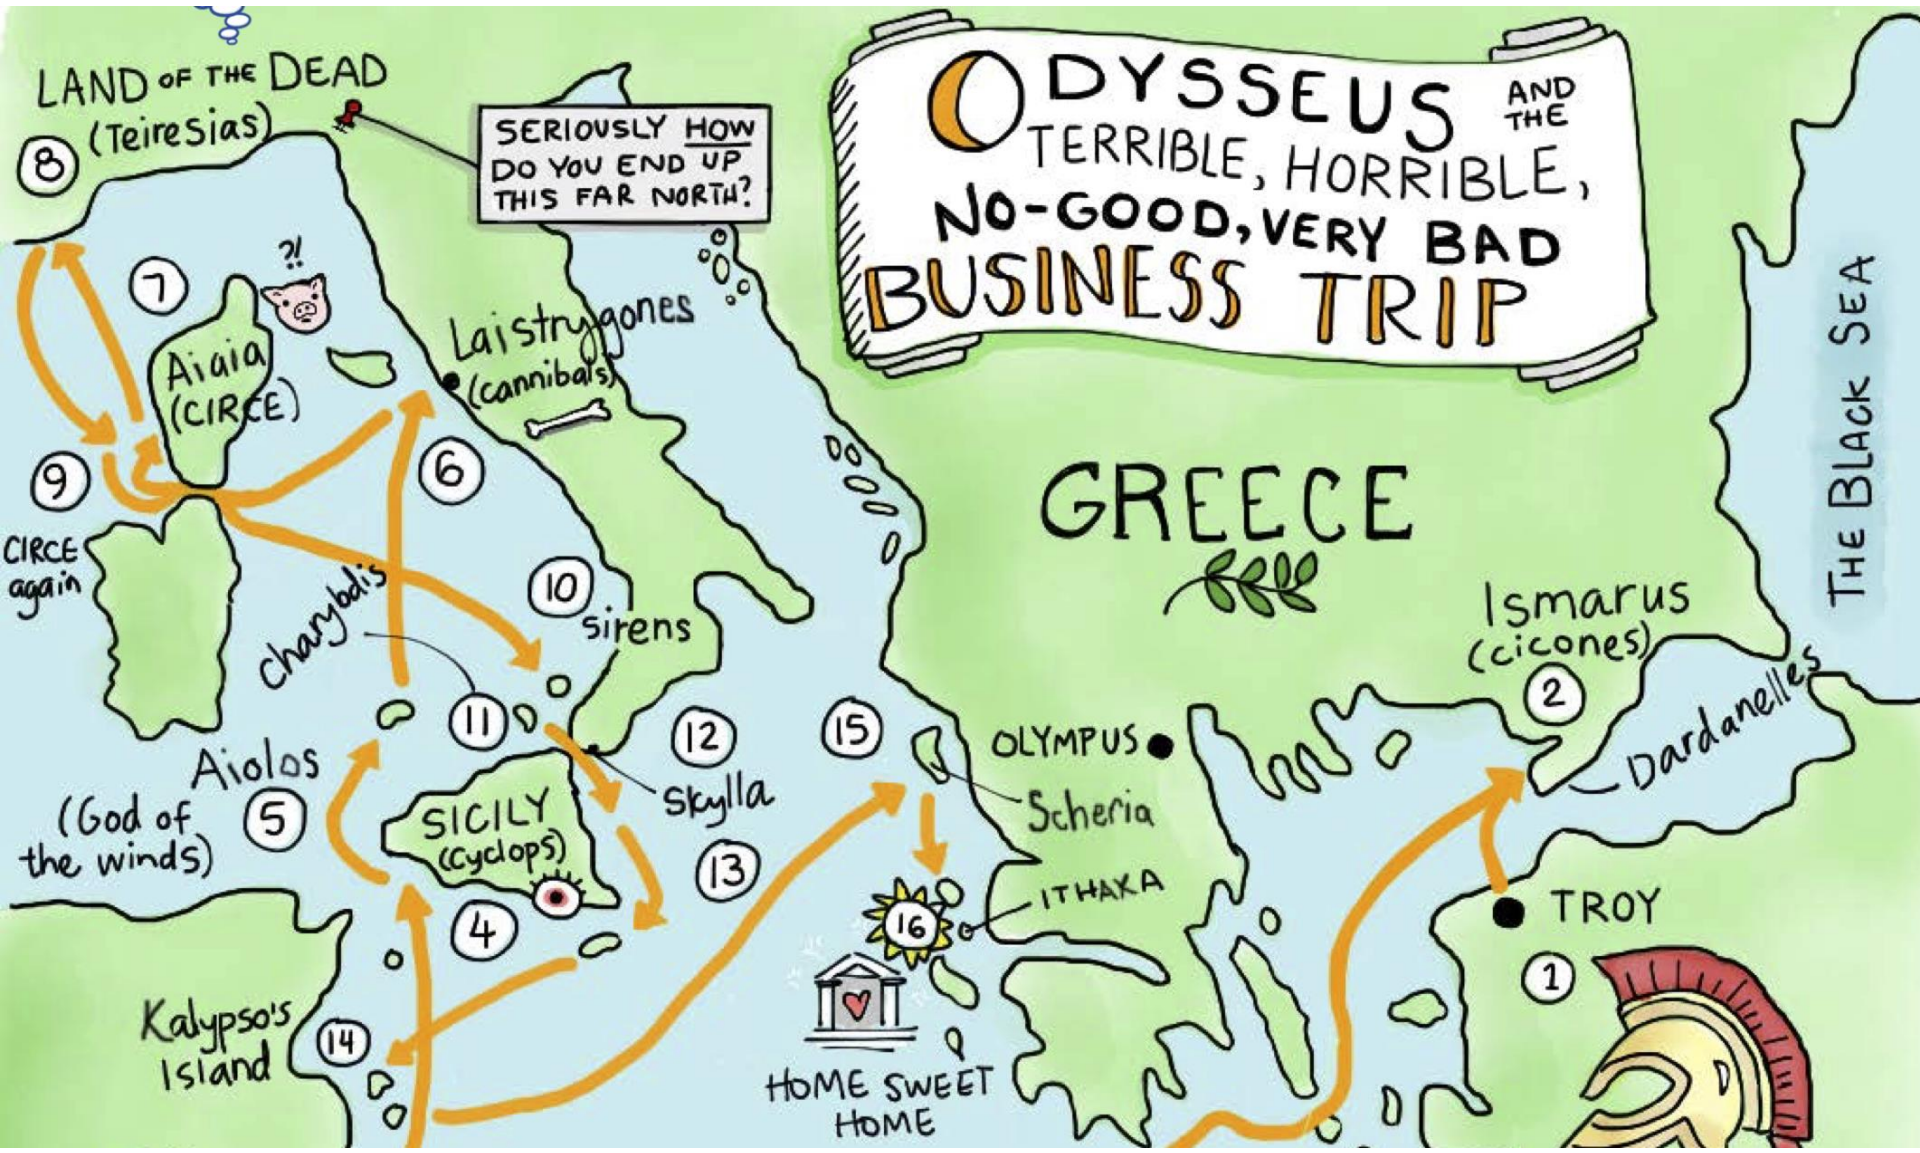 ODYSSEUS AND THE
TERRIBLE, HORRIBLE,
NO-GOOD, VERY BAD
BUSINESS TRIP
LAND OF THE DEAD
(Teiresias)
8
SERIOUSLY HOW
DO YOU END UP
THIS FAR NORTH?
7
?!
Aiaia
(CIRCE)
Laistrygones
(cannibals)
6
9
CIRCE
again
10
Sirens
Charybdis
11
12
Skylla
13
Aiolos
5
(God of
the winds)
SICILY
(Cyclops)
4
Kalypso's
Island
14
15
Scheria
OLYMPUS
ITHAKA
16
HOME SWEET
HOME
GREECE
THE BLACK SEA
Ismarus
(cicones)
2
Dardanelles
TROY
1